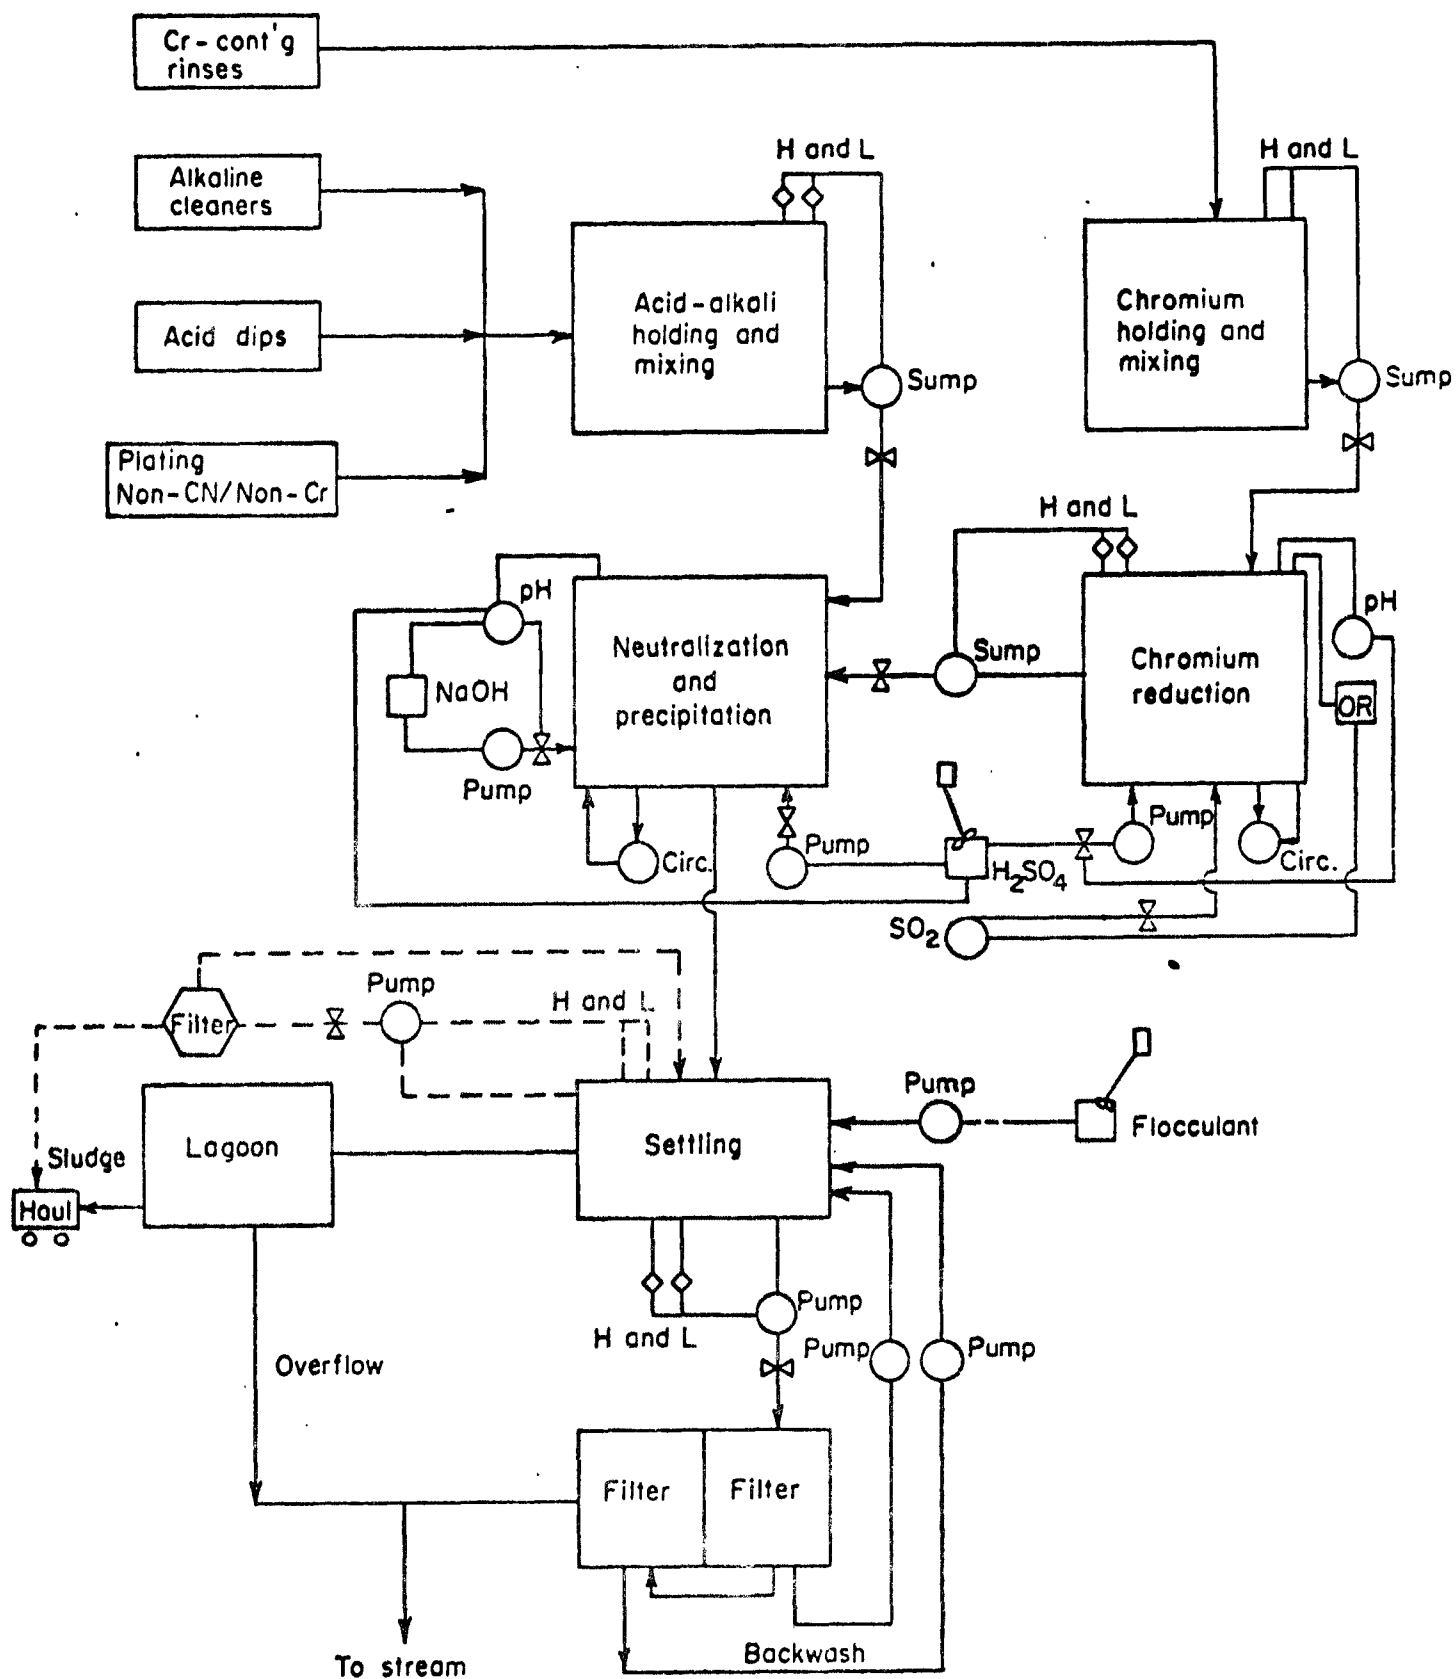 Cr-cont'g
rinses
H and L
H and L
Alkaline
cleaners
Acid-alkali
holding and
mixing
Chromium
holding and
mixing
Acid dips
Sump
Sump
Plating
Non-CN/Non-Cr
H and L
pH
pH
Neutralization
and
precipitation
Sump
Chromium
reduction
NaOH
OR
Pump
Pump
Pump
Circ.
H2SO4
Circ.
SO2
Pump
H and L
Filter
Pump
Flocculant
Lagoon
Settling
Sludge
Haul
Pump
H and L
Pump
Pump
Overflow
Filter
Filter
Backwash
To stream